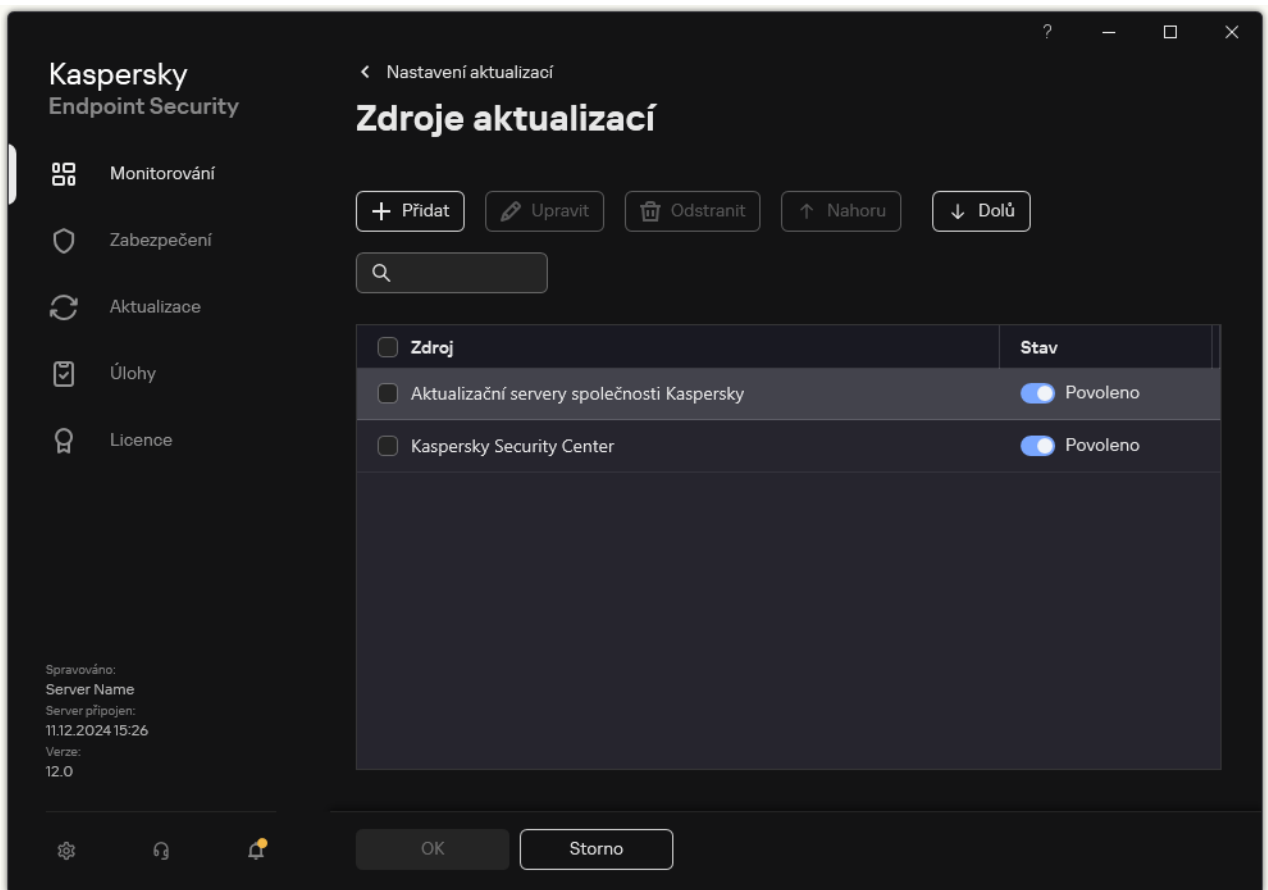 ?
Kaspersky
Endpoint Security
Monitorování
Zabezpečení
Aktualizace
Úlohy
Licence
Spravováno:
Server Name
Server připojen:
11.12.2024 15:26
Verze:
12.0
Nastavení aktualizací
Zdroje aktualizací
Přidat Upravit Odstranit Nahoru Dolů
Zdroj Stav
Aktualizační servery společnosti Kaspersky Povoleno
Kaspersky Security Center Povoleno
OK Storno